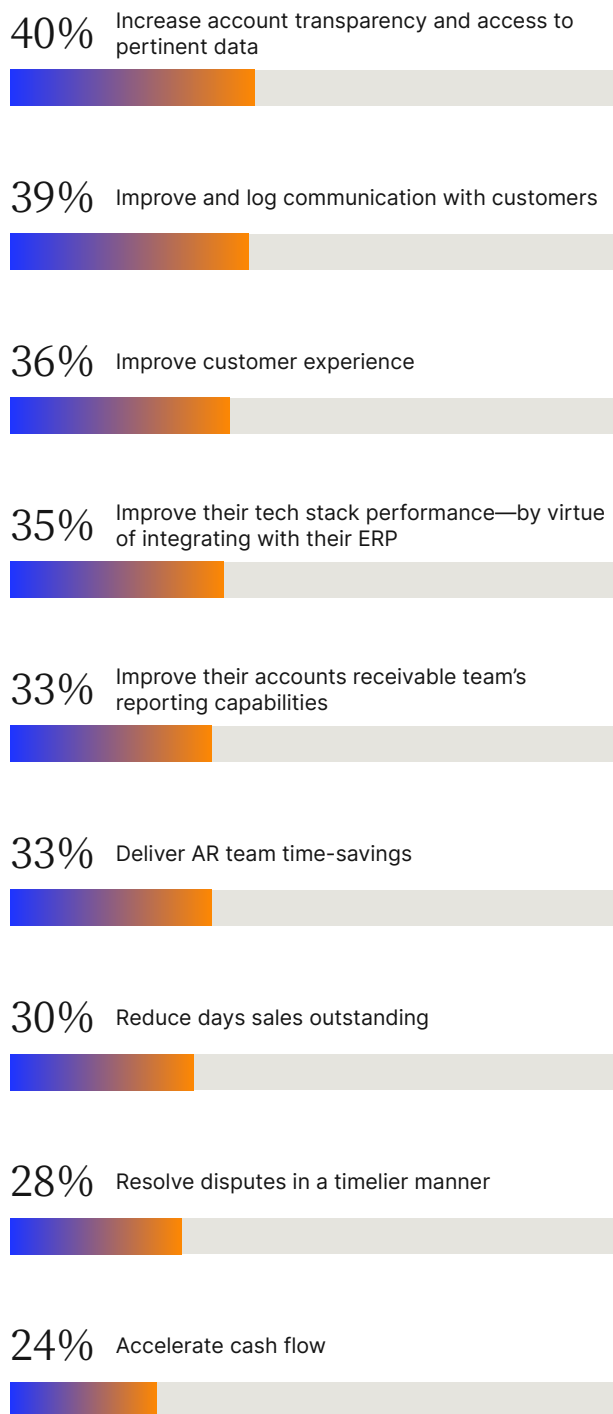 40%
Increase account transparency and access to
pertinent data
39%
Improve and log communication with customers
36%
Improve customer experience
35%
Improve their tech stack performance—by virtue
of integrating with their ERP
33%
Improve their accounts receivable team’s
reporting capabilities
33%
Deliver AR team time-savings
30%
Reduce days sales outstanding
28%
Resolve disputes in a timelier manner
24%
Accelerate cash flow